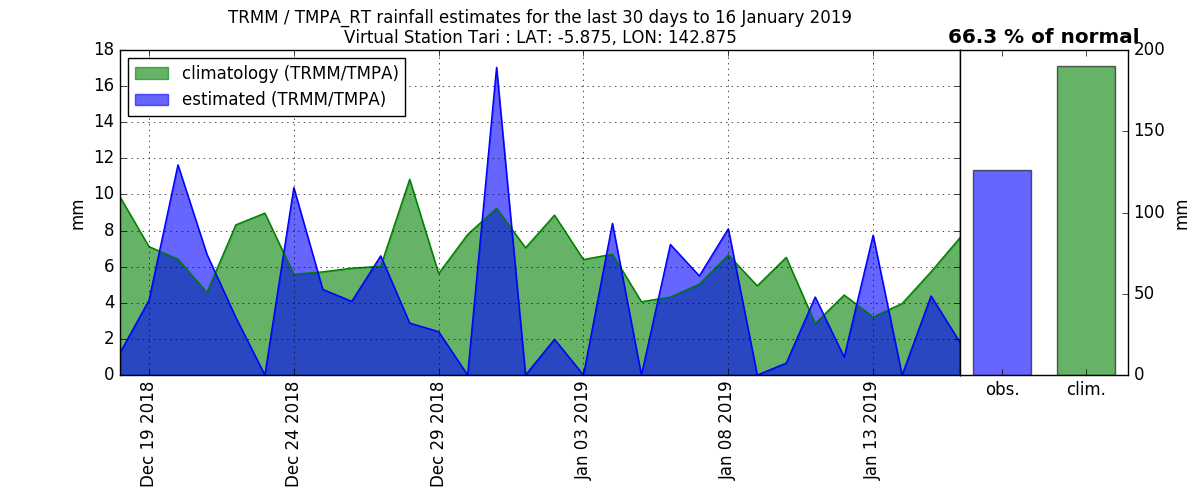 TRMM / TMPA_RT rainfall estimates for the last 30 days to 16 January 2019
Virtual Station Tari : LAT: -5.875, LON: 142.875
66.3 % of normal
climatology (TRMM/TMPA)
estimated (TRMM/TMPA)
mm
18
16
14
12
10
8
6
4
2
0
Dec 19 2018
Dec 24 2018
Dec 29 2018
Jan 03 2019
Jan 08 2019
Jan 13 2019
200
150
100
50
0
mm
obs.
clim.